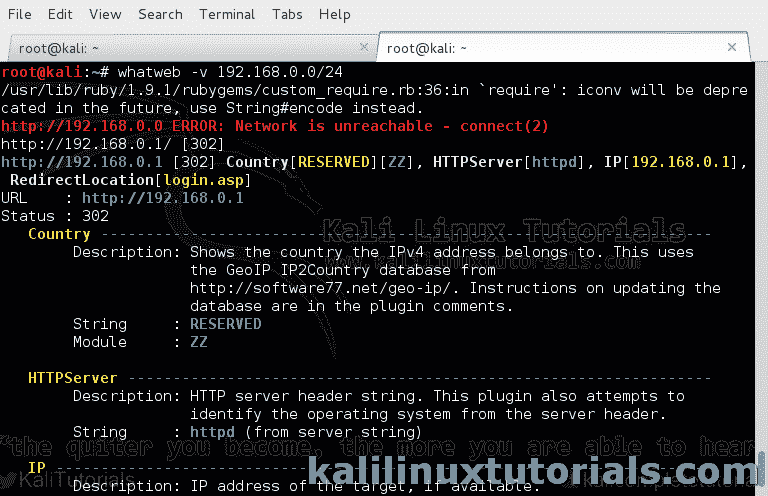 File Edit View Search Terminal Tabs Help
root@kali: ~ × root@kali: ~ ×
root@kali:~# whatweb -v 192.168.0.0/24
/usr/lib/ruby/1.9.1/rubygems/custom_require.rb:36:in `require': iconv will be depre
cated in the future, use String#encode instead.
http://192.168.0.0 ERROR: Network is unreachable - connect(2)
http://192.168.0.1/ [302]
http://192.168.0.1 [302] Country[RESERVED][ZZ], HTTPServer[httpd], IP[192.168.0.1],
RedirectLocation[login.asp]
URL : http://192.168.0.1
Status : 302
Kali Linux Tutorials
Country --------------------------------------------------------------------
Description: Shows the country the IPv4 address belongs to. This uses
www.kalilinuxtutorials.com
the GeoIP IP2Country database from
http://software77.net/geo-ip/. Instructions on updating the
database are in the plugin comments.
String : RESERVED
Module : ZZ
HTTPServer -----------------------------------------------------------------
Description: HTTP server header string. This plugin also attempts to
identify the operating system from the server header.
String : httpd (from server string)
"the quiter you become, the more you are able to hear
IP
KaliTutorials
kalilinuxtutorials.com
Description: IP address of the target, if available.